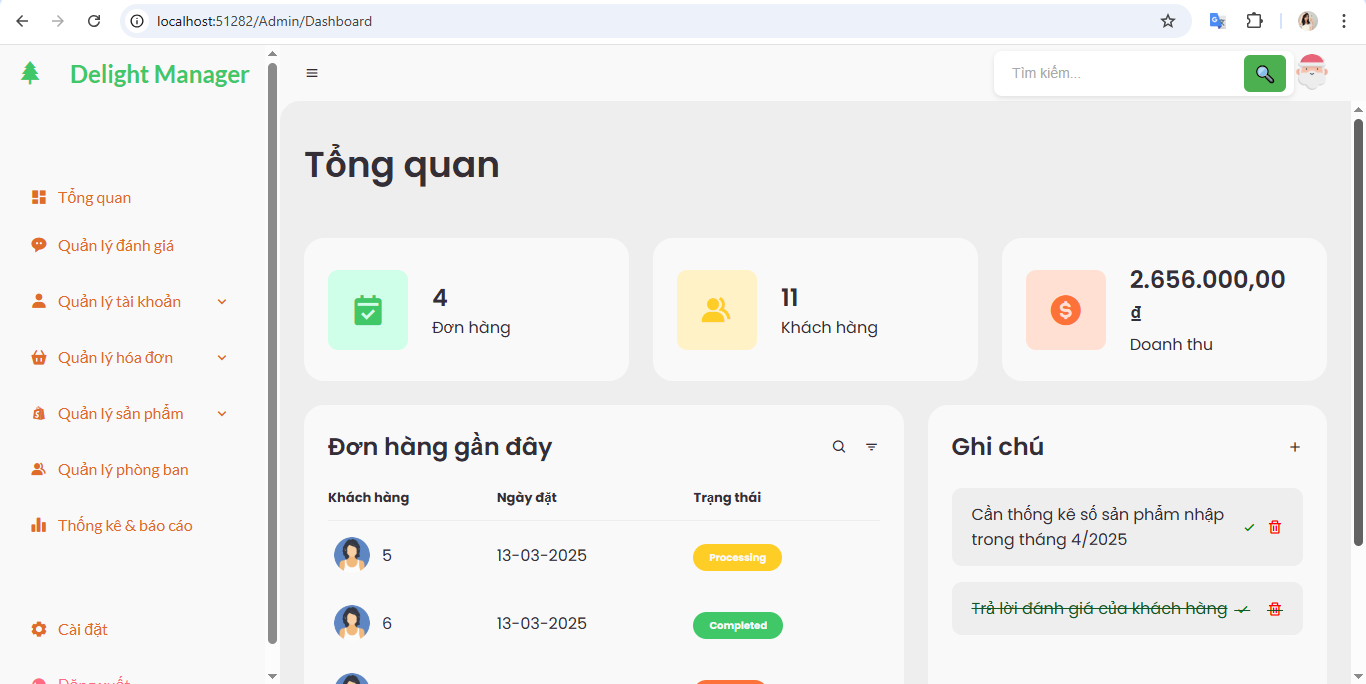 localhost:51282/Admin/Dashboard
Delight Manager
Tìm kiếm...
Tổng quan
Quản lý đánh giá
Quản lý tài khoản
Quản lý hóa đơn
Quản lý sản phẩm
Quản lý phòng ban
Thống kê & báo cáo
Cài đặt
Đăng xuất
Tổng quan
4
Đơn hàng
11
Khách hàng
2.656.000,00
₫
Doanh thu
Đơn hàng gần đây
Khách hàng Ngày đặt Trạng thái
5 13-03-2025 Processing
6 13-03-2025 Completed
Ghi chú
Cần thống kê số sản phẩm nhập
trong tháng 4/2025
Trả lời đánh giá của khách hàng